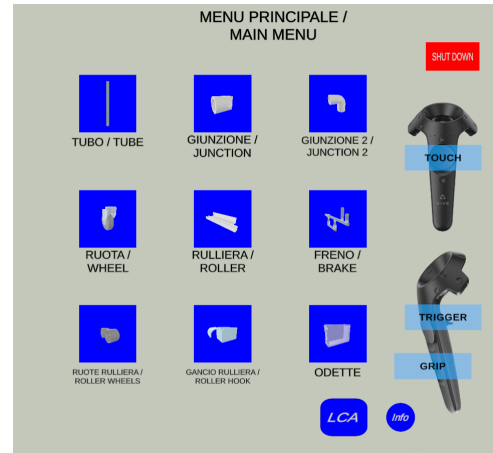 MENU PRINCIPALE /
MAIN MENU
SHUT DOWN
TUBO / TUBE
GIUNZIONE /
JUNCTION
GIUNZIONE 2 /
JUNCTION 2
TOUCH
RUOTA /
WHEEL
RULLIERA /
ROLLER
FRENO /
BRAKE
TRIGGER
RUOTE RULLIERA /
ROLLER WHEELS
GANCIO RULLIERA /
ROLLER HOOK
ODETTE
GRIP
LCA
Info